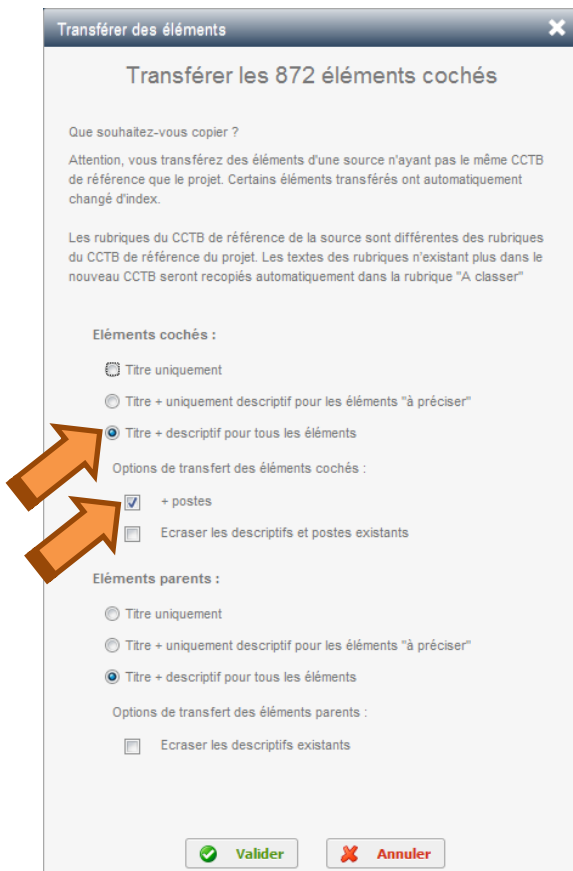 Transférer des éléments
Transférer les 872 éléments cochés
Que souhaitez-vous copier ?
Attention, vous transférez des éléments d'une source n'ayant pas le même CCTB
de référence que le projet. Certains éléments transférés ont automatiquement
changé d'index.
Les rubriques du CCTB de référence de la source sont différentes des rubriques
du CCTB de référence du projet. Les textes des rubriques n'existant plus dans le
nouveau CCTB seront recopiés automatiquement dans la rubrique "A classer"
Eléments cochés :
Titre uniquement
Titre + uniquement descriptif pour les éléments "à préciser"
Titre + descriptif pour tous les éléments
Options de transfert des éléments cochés :
+ postes
Ecraser les descriptifs et postes existants
Eléments parents :
Titre uniquement
Titre + uniquement descriptif pour les éléments "à préciser"
Titre + descriptif pour tous les éléments
Options de transfert des éléments parents :
Ecraser les descriptifs existants
Valider Annuler